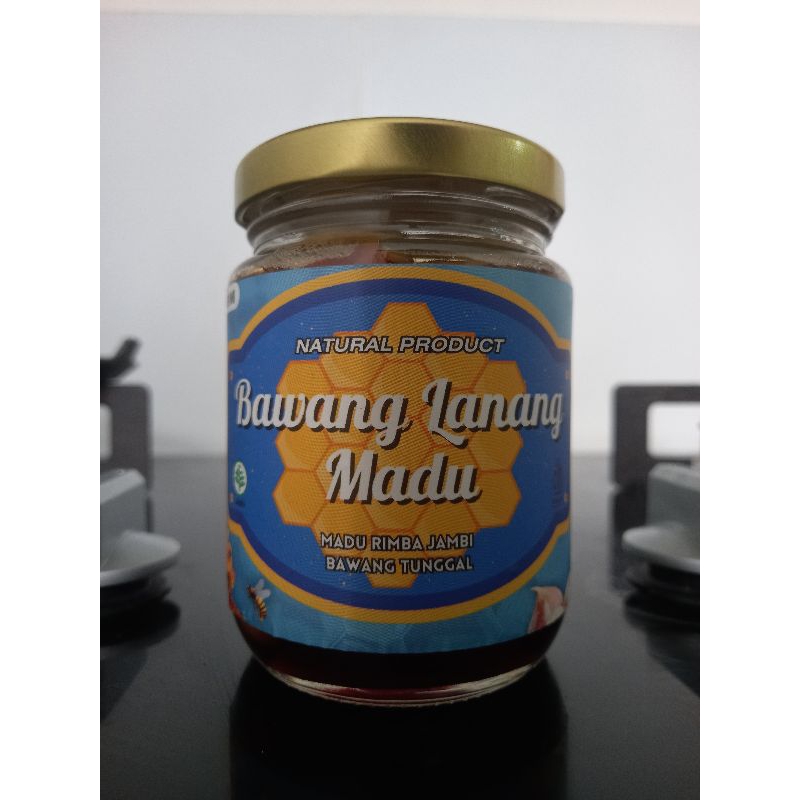 NATURAL PRODUCT
Bawang Lanang
Madu
MADU RIMBA JAMBI
BAWANG TUNGGAL